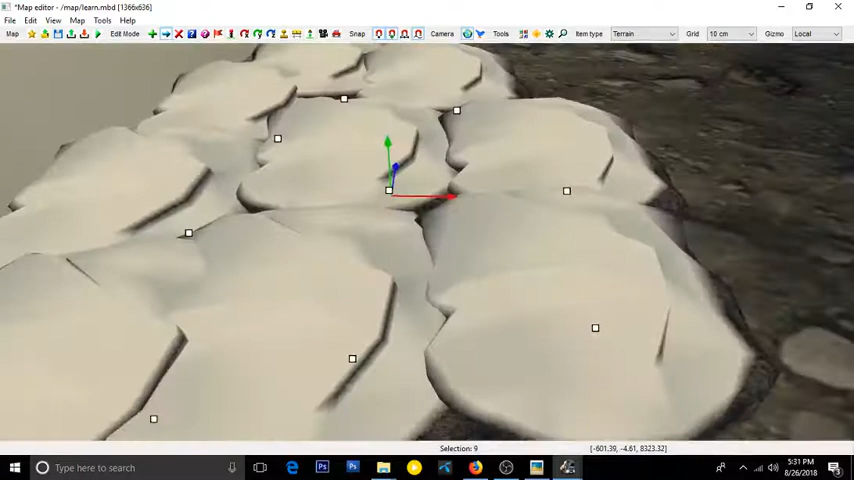 *Map editor - /map/learn.mbd [1366x636]
File Edit View Map Tools Help
Map Edit Mode Snap Camera Tools Item type Terrain Grid 10 cm Gizmo Local
Selection: 9 [-601.39, -4.61, 8323.32]
Type here to search
5:31 PM
8/26/2018